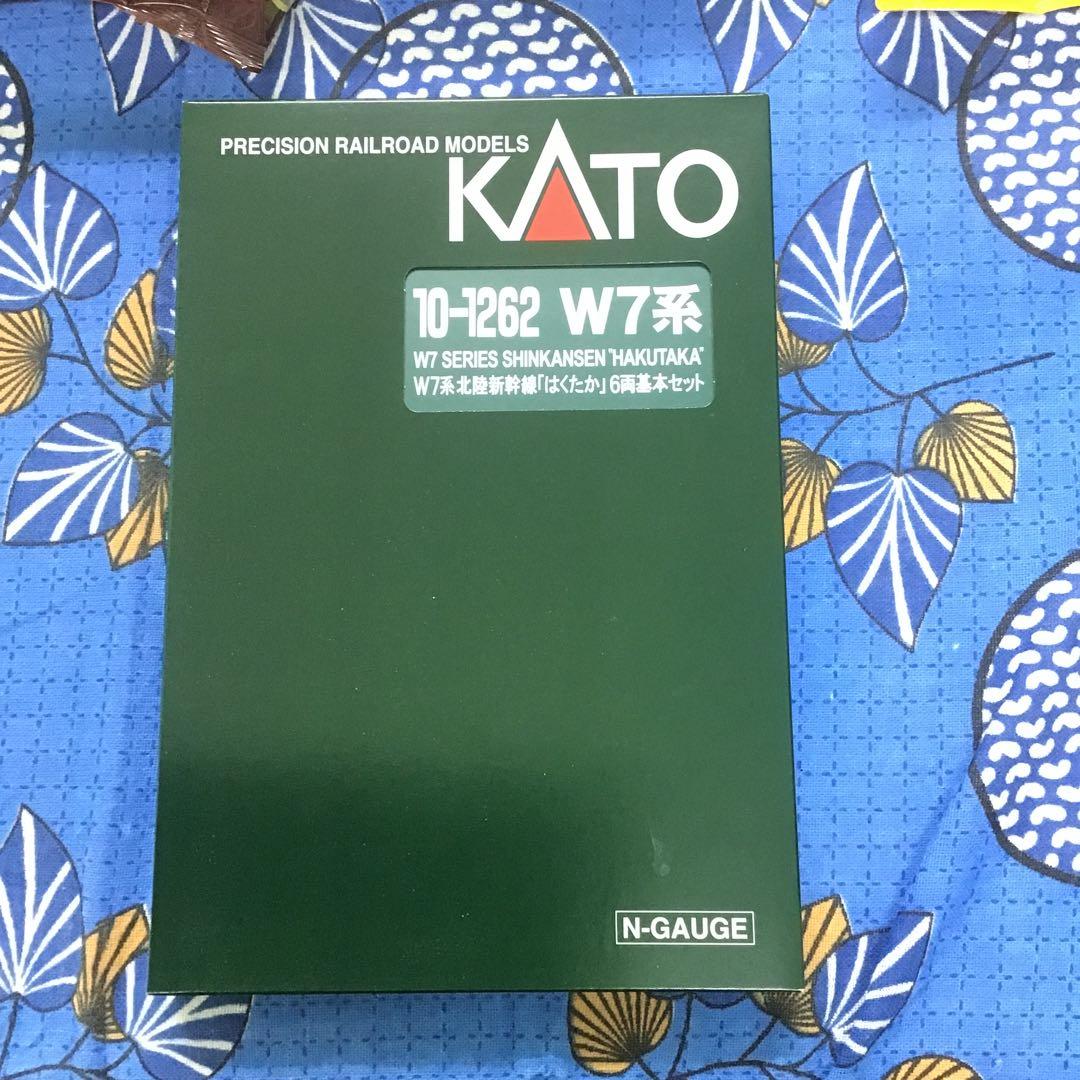 PRECISION RAILROAD MODELS
KATO
10-1262 W7系
W7 SERIES SHINKANSEN "HAKUTAKA"
W7系北陸新幹線「はくたか」6両基本セット
N-GAUGE